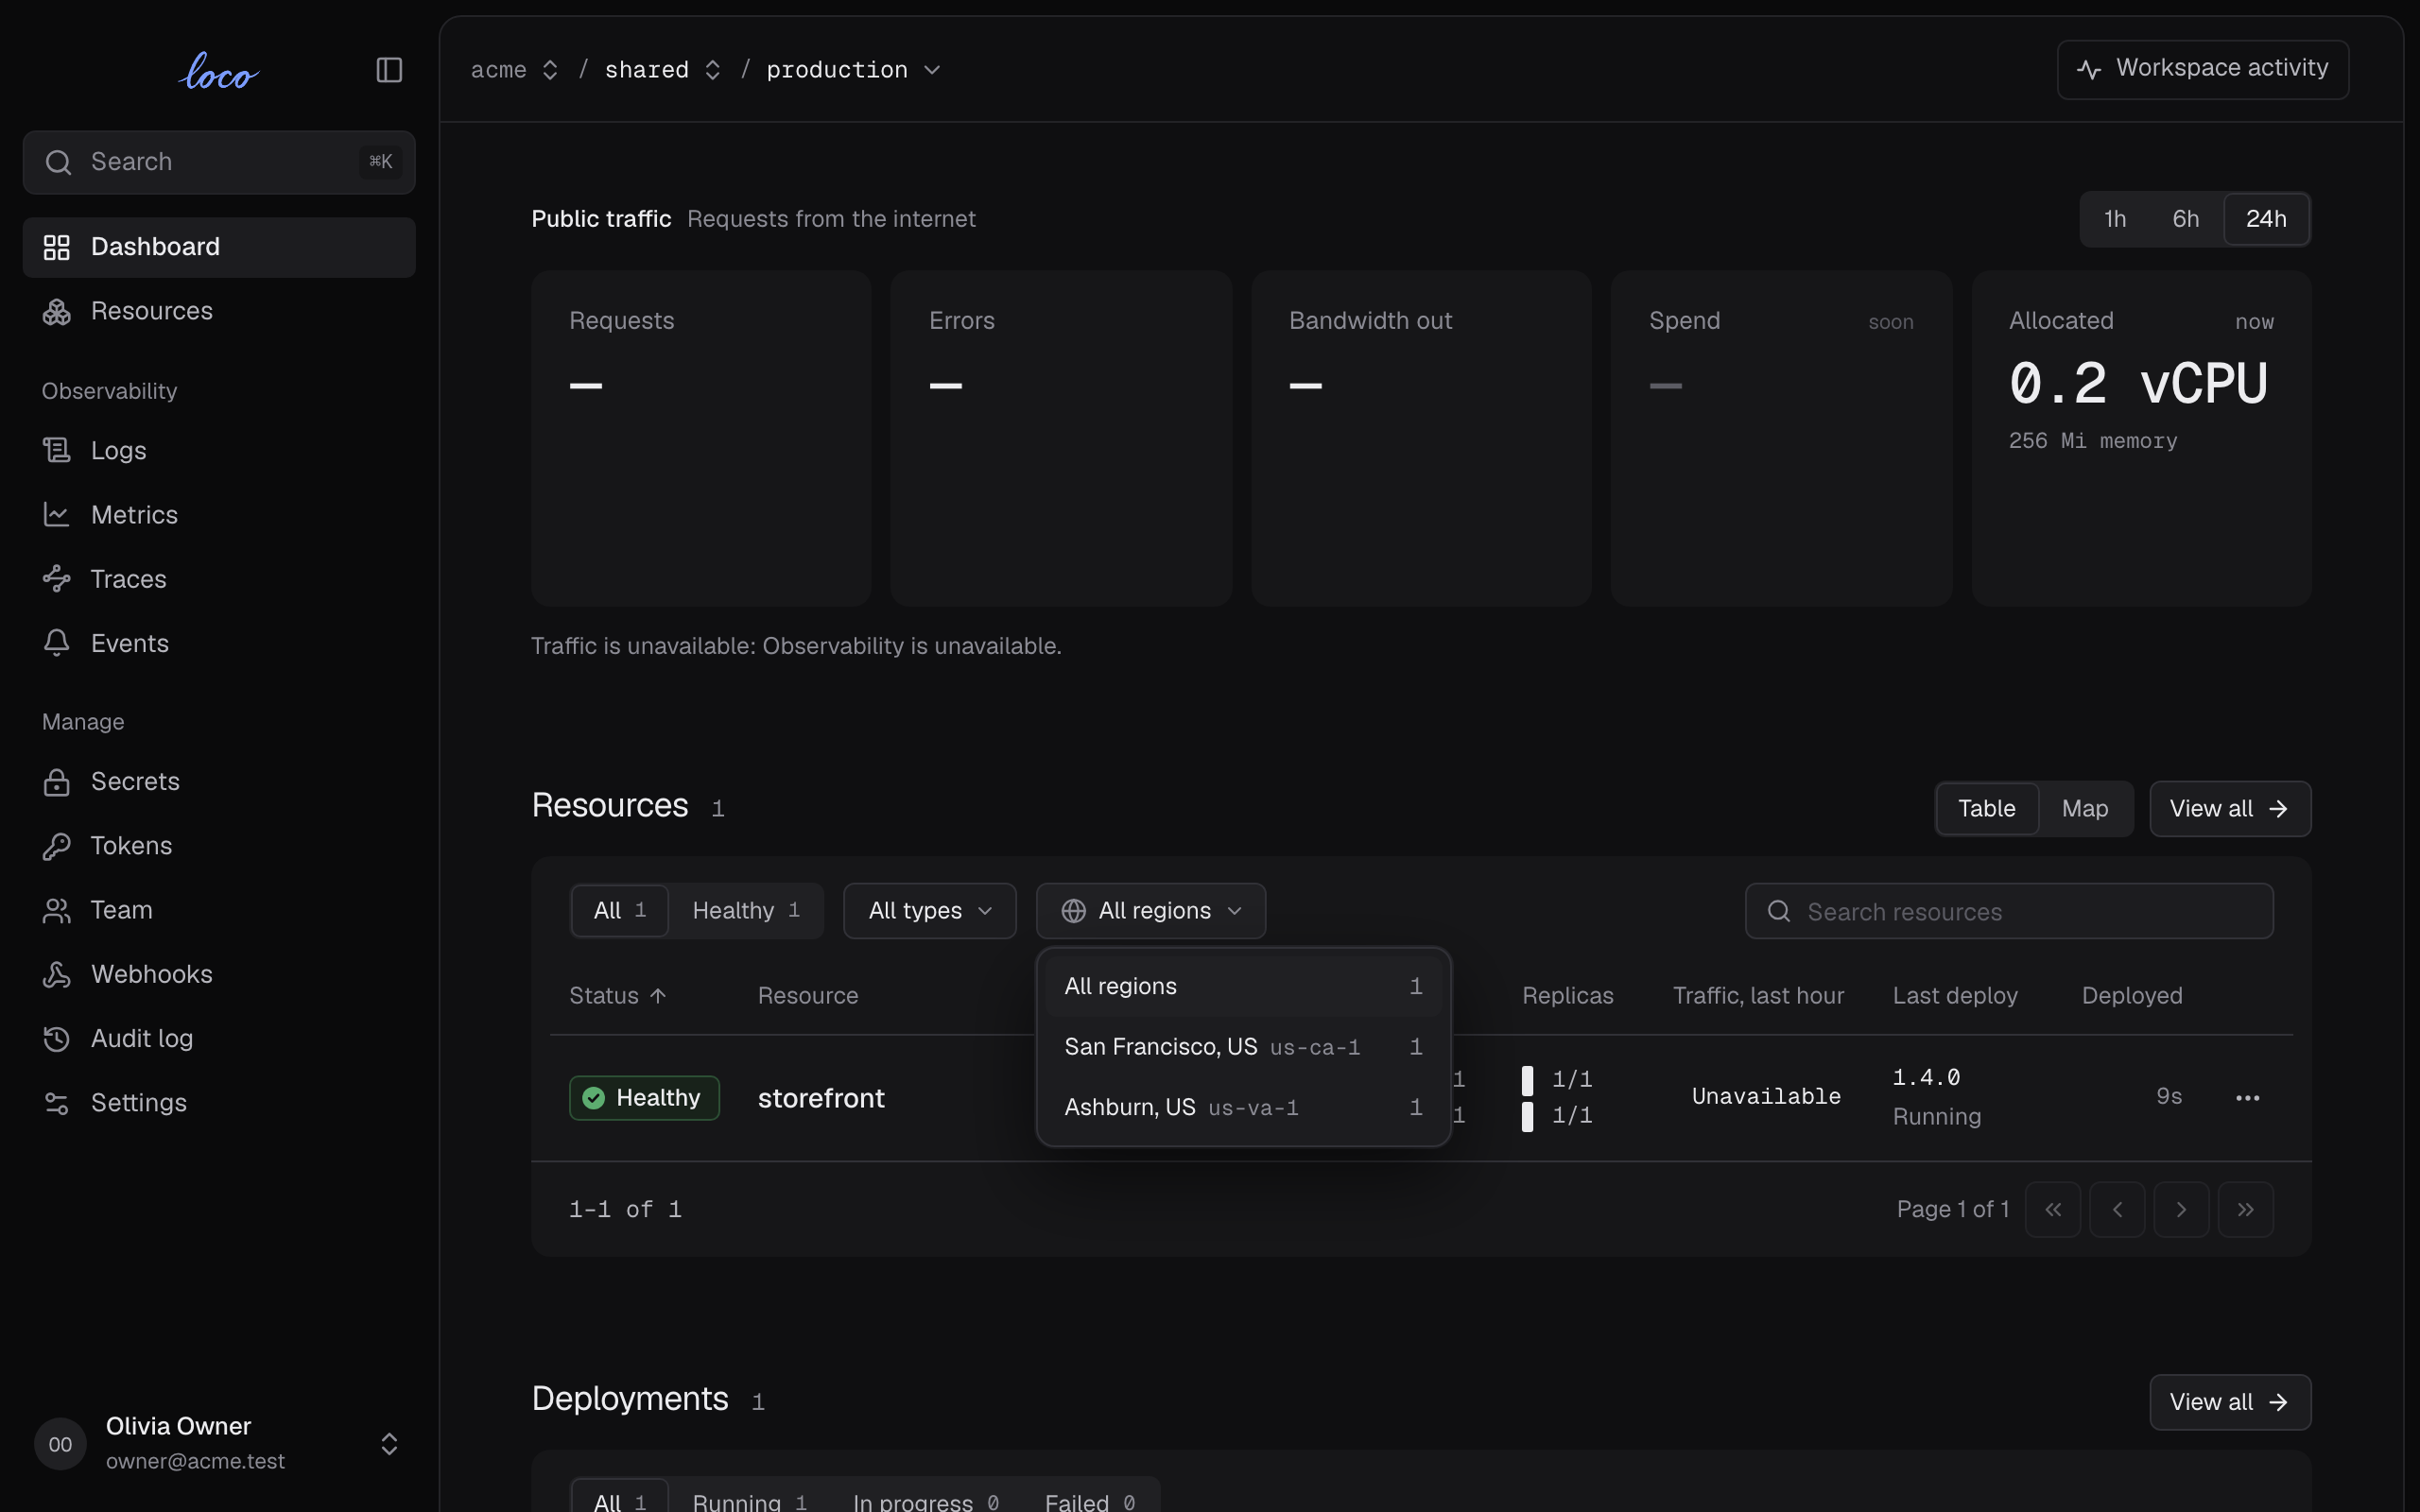 loco
Search ⌘K
Dashboard
Resources
Observability
Logs
Metrics
Traces
Events
Manage
Secrets
Tokens
Team
Webhooks
Audit log
Settings
OO
Olivia Owner
owner@acme.test
acme / shared / production
Workspace activity
Public traffic Requests from the internet
1h 6h 24h
Requests
—
Errors
—
Bandwidth out
—
Spend soon
—
Allocated now
0.2 vCPU
256 Mi memory
Traffic is unavailable: Observability is unavailable.
Resources 1
Table Map View all
All 1 Healthy 1 All types All regions Search resources
All regions 1
San Francisco, US us-ca-1 1
Ashburn, US us-va-1 1
Status Resource Replicas Traffic, last hour Last deploy Deployed
Healthy storefront
1 1/1
1 1/1
Unavailable
1.4.0
Running
9s
1-1 of 1 Page 1 of 1
Deployments 1
View all
All 1 Running 1 In progress 0 Failed 0